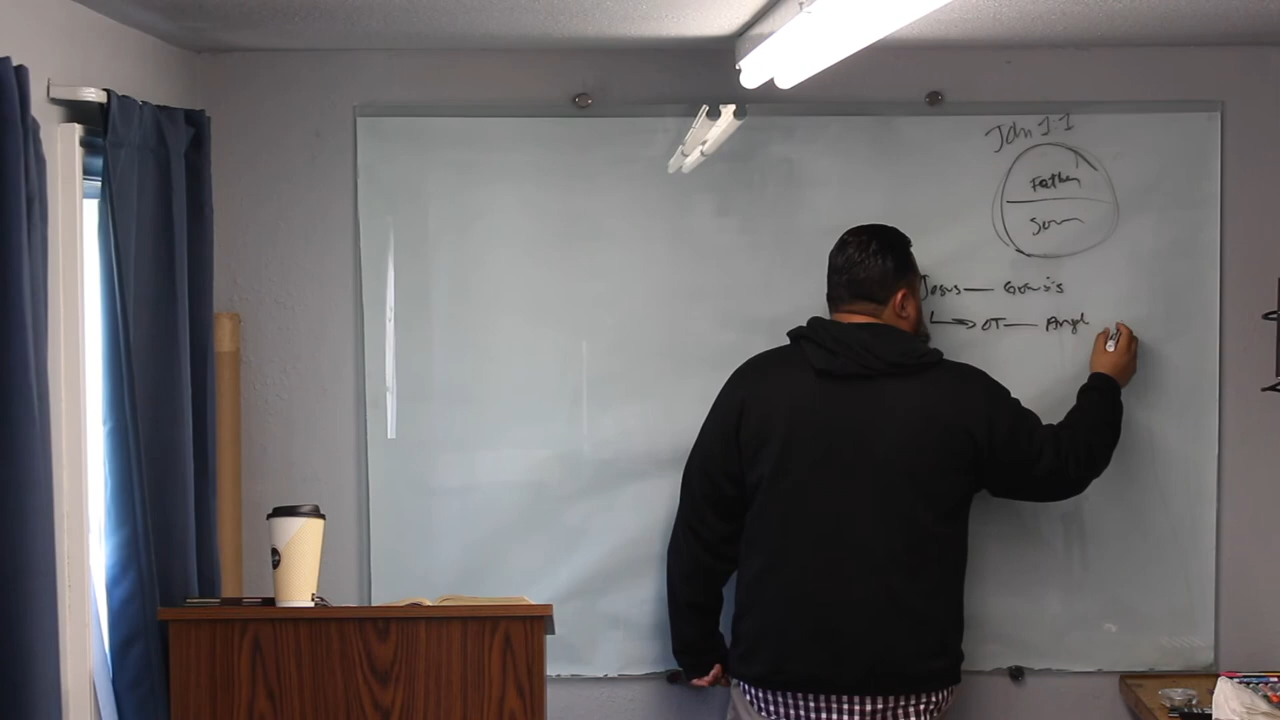 John 1:1
Father
Son
Jesus — Genesis
↳ OT — Angel